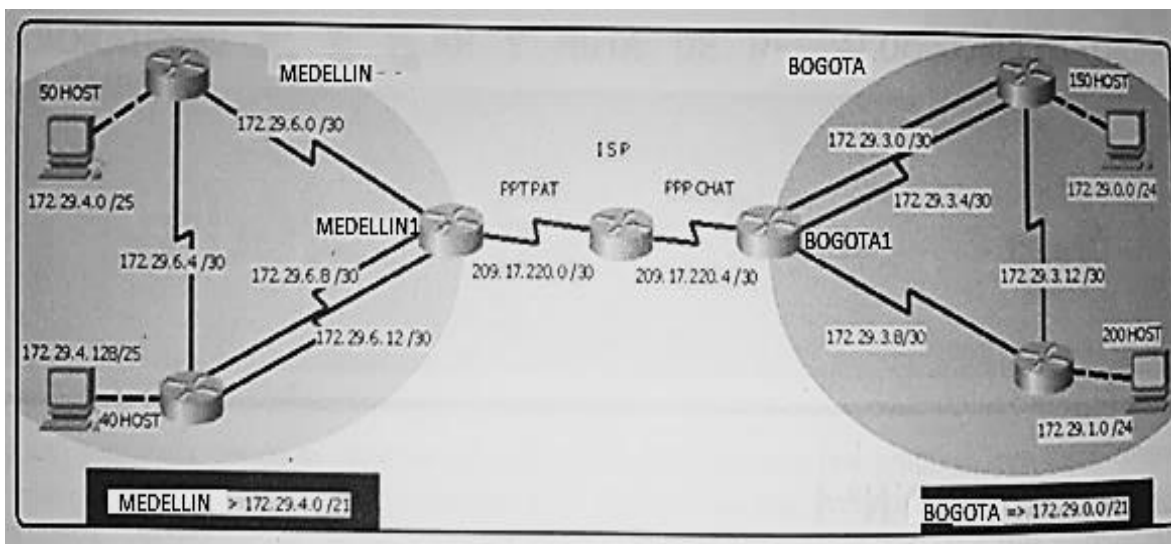 MEDELLIN --
BOGOTA
50 HOST
150 HOST
172.29.6.0 /30
172.29.3.0 /30
ISP
172.29.4.0 /25
172.29.0.0 /24
PPTPAT
PPP CHAT
172.29.3.4/30
MEDELLIN1
BOGOTA1
172.29.6.4 /30
172.29.6.8 /30
209.17.220.0 /30
209.17.220.4 /30
172.29.3.12/30
172.29.6.12 /30
172.29.3.8/30
200 HOST
172.29.4.128/25
40 HOST
172.29.1.0 /24
MEDELLIN > 172.29.4.0 /21
BOGOTA => 172.29.0.0 /21